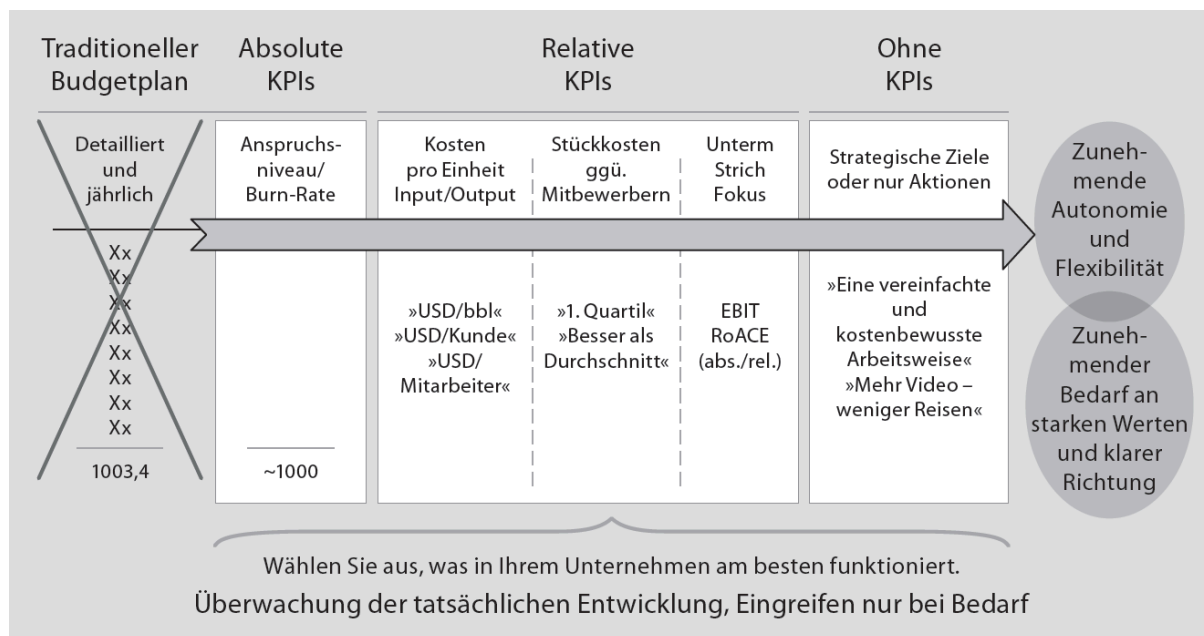 Traditioneller
Budgetplan
Absolute
KPIs
Relative
KPIs
Ohne
KPIs
Detailliert
und
jährlich
Xx
Xx
Xx
Xx
Xx
Xx
Xx
Xx
1003,4
Anspruchs-
niveau/
Burn-Rate
~1000
Kosten
pro Einheit
Input/Output
»USD/bbl«
»USD/Kunde«
»USD/
Mitarbeiter«
Stückkosten
ggü.
Mitbewerbern
»1. Quartil«
»Besser als
Durchschnitt«
Unterm
Strich
Fokus
EBIT
RoACE
(abs./rel.)
Strategische Ziele
oder nur Aktionen
»Eine vereinfachte
und
kostenbewusste
Arbeitsweise«
»Mehr Video –
weniger Reisen«
Zuneh-
mende
Autonomie
und
Flexibilität
Zuneh-
mender
Bedarf an
starken Werten
und klarer
Richtung
Wählen Sie aus, was in Ihrem Unternehmen am besten funktioniert.
Überwachung der tatsächlichen Entwicklung, Eingreifen nur bei Bedarf